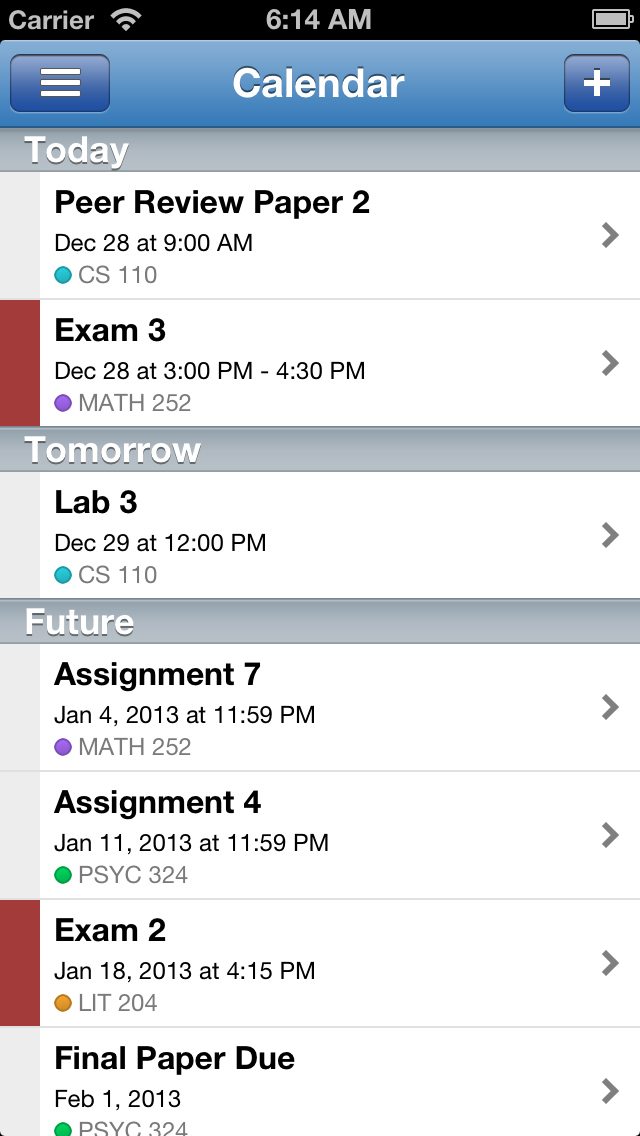 Carrier 6:14 AM
Calendar
Today
Peer Review Paper 2
Dec 28 at 9:00 AM
CS 110
Exam 3
Dec 28 at 3:00 PM - 4:30 PM
MATH 252
Tomorrow
Lab 3
Dec 29 at 12:00 PM
CS 110
Future
Assignment 7
Jan 4, 2013 at 11:59 PM
MATH 252
Assignment 4
Jan 11, 2013 at 11:59 PM
PSYC 324
Exam 2
Jan 18, 2013 at 4:15 PM
LIT 204
Final Paper Due
Feb 1, 2013
PSYC 324